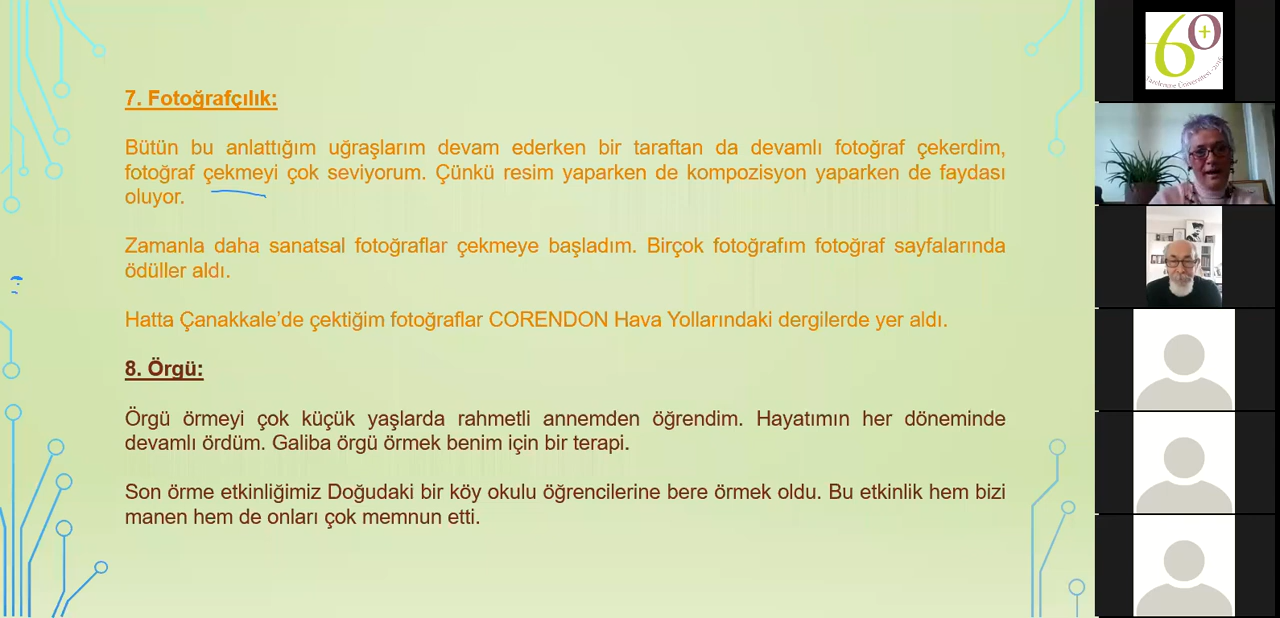 7. Fotoğrafçılık:
Bütün bu anlattığım uğraşlarım devam ederken bir taraftan da devamlı fotoğraf çekerdim,
fotoğraf çekmeyi çok seviyorum. Çünkü resim yaparken de kompozisyon yaparken de faydası
oluyor.
Zamanla daha sanatsal fotoğraflar çekmeye başladım. Birçok fotoğrafım fotoğraf sayfalarında
ödüller aldı.
Hatta Çanakkale’de çektiğim fotoğraflar CORENDON Hava Yollarındaki dergilerde yer aldı.
8. Örgü:
Örgü örmeyi çok küçük yaşlarda rahmetli annemden öğrendim. Hayatımın her döneminde
devamlı ördüm. Galiba örgü örmek benim için bir terapi.
Son örme etkinliğimiz Doğudaki bir köy okulu öğrencilerine bere örmek oldu. Bu etkinlik hem bizi
manen hem de onları çok memnun etti.
60+